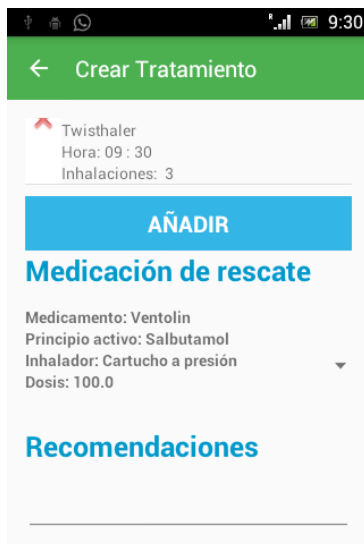 9:30
Crear Tratamiento
Twisthaler
Hora: 09 : 30
Inhalaciones: 3
AÑADIR
Medicación de rescate
Medicamento: Ventolin
Principio activo: Salbutamol
Inhalador: Cartucho a presión
Dosis: 100.0
Recomendaciones